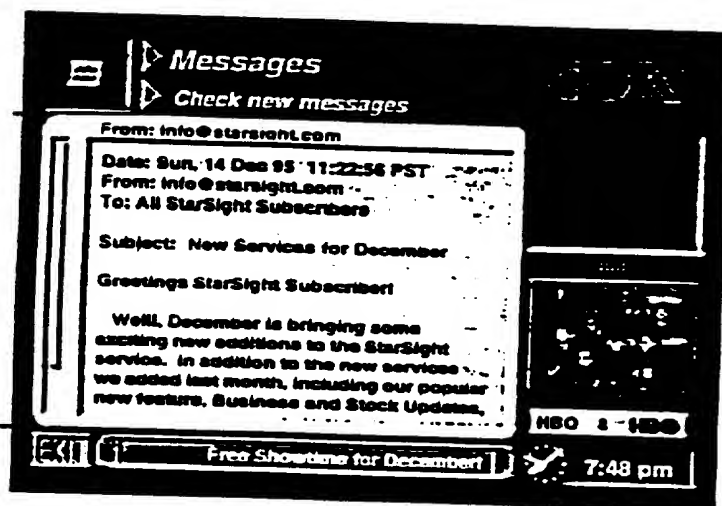 Messages
Check new messages
From: info@starsight.com
Date: Sun, 14 Dec 95 11:22:56 PST
From: info@starsight.com
To: All StarSight Subscribers
Subject: New Services for December
Greetings StarSight Subscriber!
Welll, December is bringing some
exciting new additions to the StarSight
service. In addition to the new services
we added last month, including our popular
new feature, Business and Stock Updates,
HBO 8 HBO
EXIT Free Showtime for December!
7:48 pm